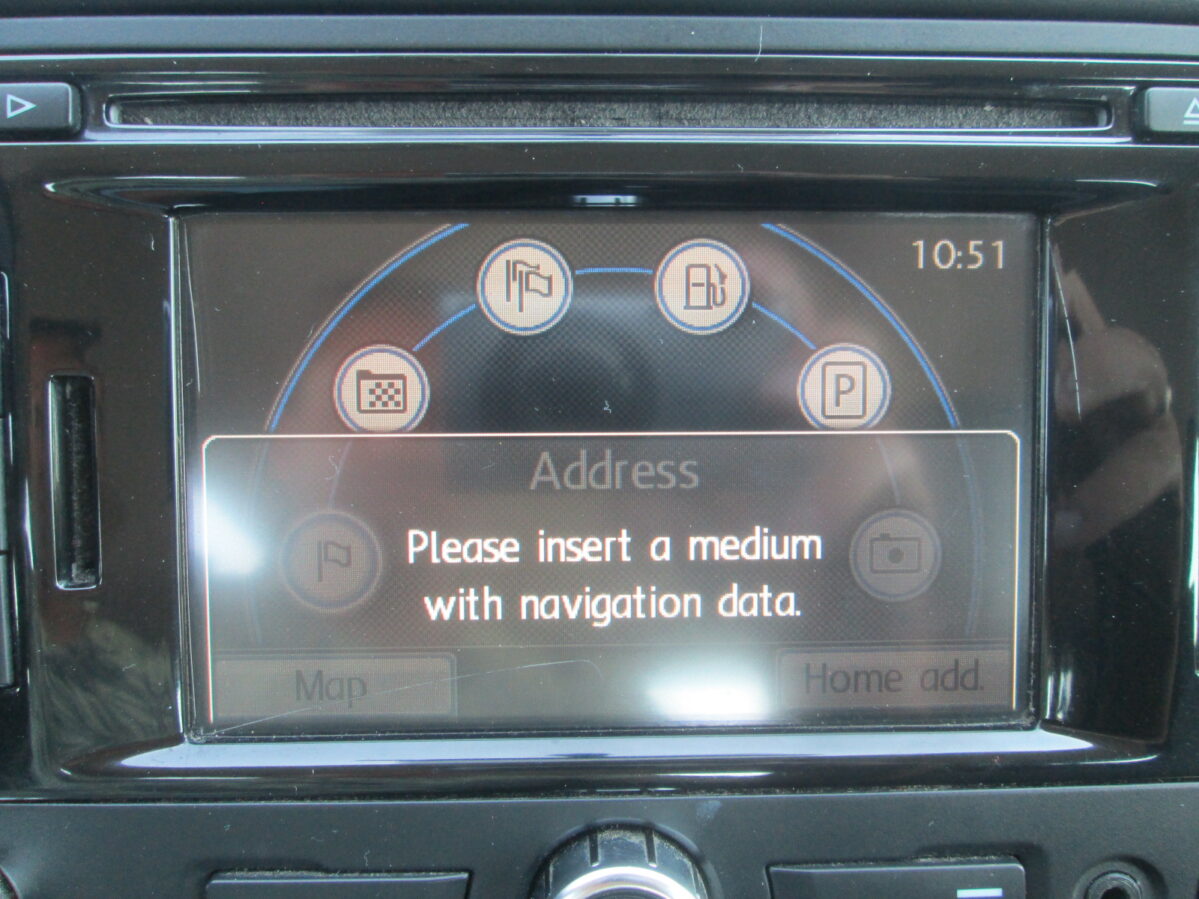 10:51
P
Address
Please insert a medium
with navigation data.
Map
Home add.